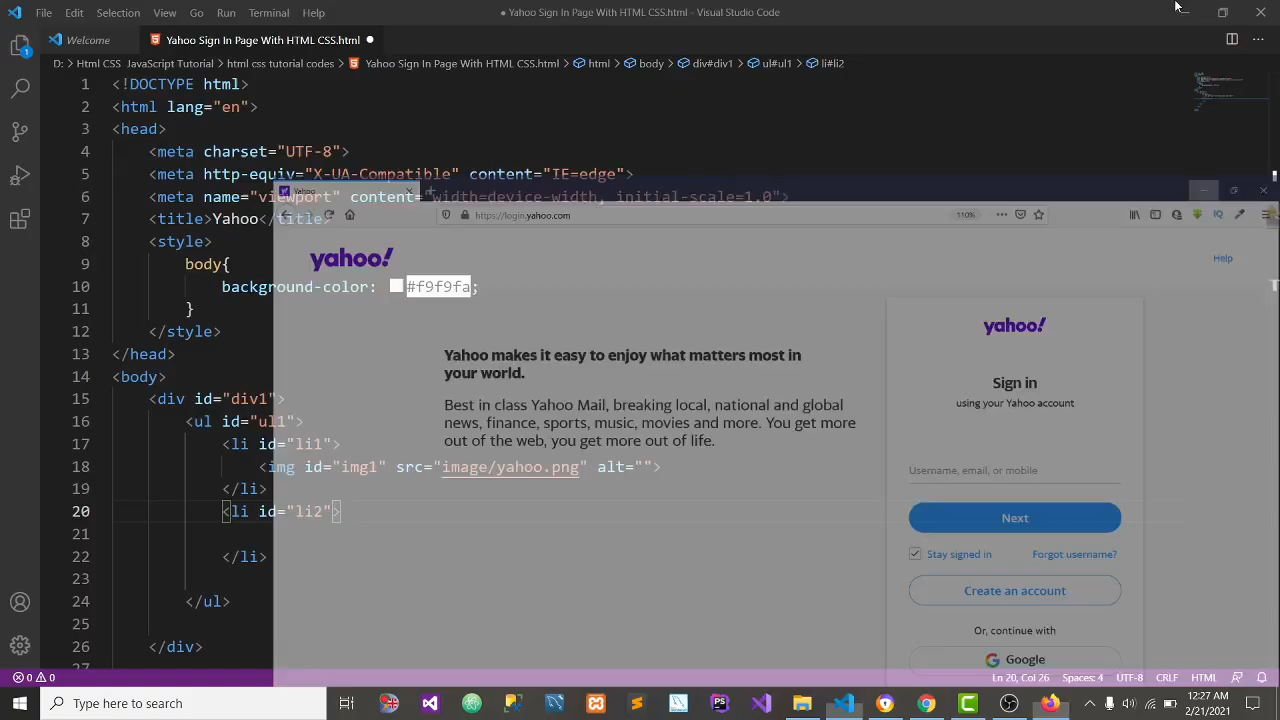 File Edit Selection View Go Run Terminal Help
● Yahoo Sign In Page With HTML CSS.html - Visual Studio Code
Welcome
Yahoo Sign In Page With HTML CSS.html ●
D: > Html CSS JavaScript Tutorial > html css tutorial codes > Yahoo Sign In Page With HTML CSS.html > html > body > div#div1 > ul#ul1 > li#li2
1 <!DOCTYPE html>
2 <html lang="en">
3 <head>
4 <meta charset="UTF-8">
5 <meta http-equiv="X-UA-Compatible" content="IE=edge">
6 <meta name="viewport" content="width=device-width, initial-scale=1.0">
7 <title>Yahoo</title>
8 <style>
9 body{
10 background-color: #f9f9fa;
11 }
12 </style>
13 </head>
14 <body>
15 <div id="div1">
16 <ul id="ul1">
17 <li id="li1">
18 <img id="img1" src="image/yahoo.png" alt="">
19 </li>
20 <li id="li2">
21
22 </li>
23
24 </ul>
25
26 </div>
27
Yahoo
https://login.yahoo.com
110%
yahoo!
Help
Yahoo makes it easy to enjoy what matters most in
your world.
Best in class Yahoo Mail, breaking local, national and global
news, finance, sports, music, movies and more. You get more
out of the web, you get more out of life.
yahoo!
Sign in
using your Yahoo account
Username, email, or mobile
Next
Stay signed in
Forgot username?
Create an account
Or, continue with
Google
0 0
Ln 20, Col 26 Spaces: 4 UTF-8 CRLF HTML
Type here to search
12:27 AM
2/21/2021